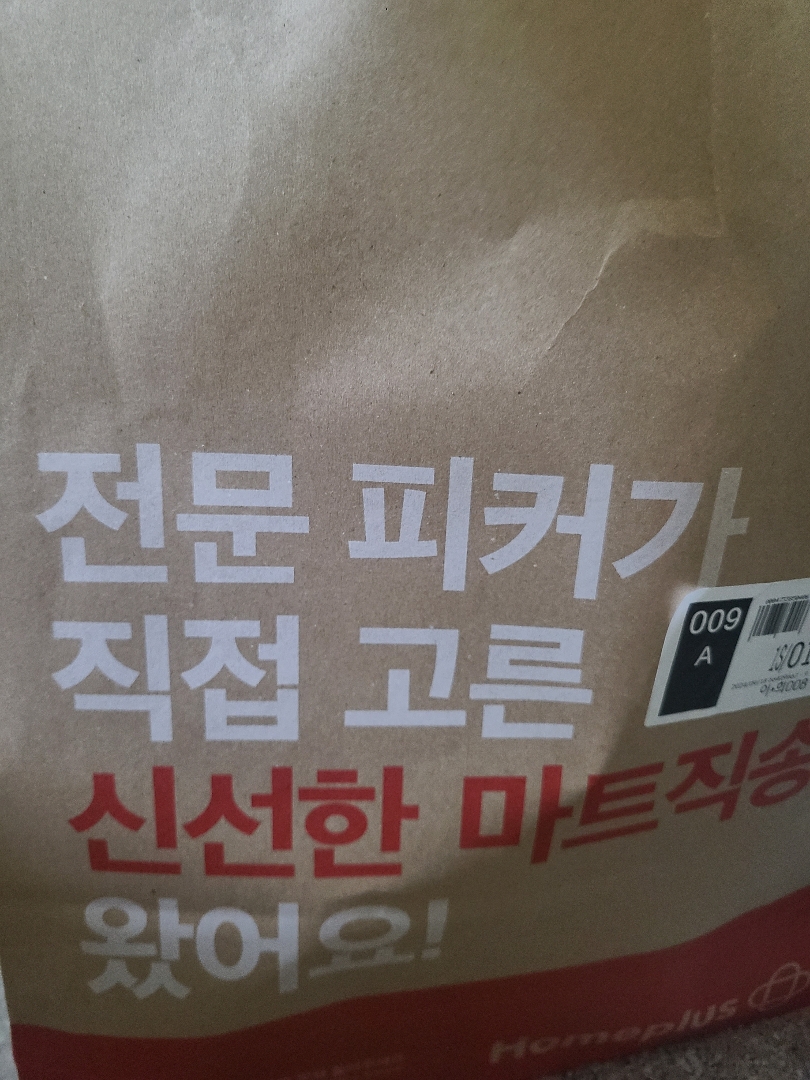 전문 피커가
직접 고른
009
A
신선한 마트직송
왔어요!
Homeplus